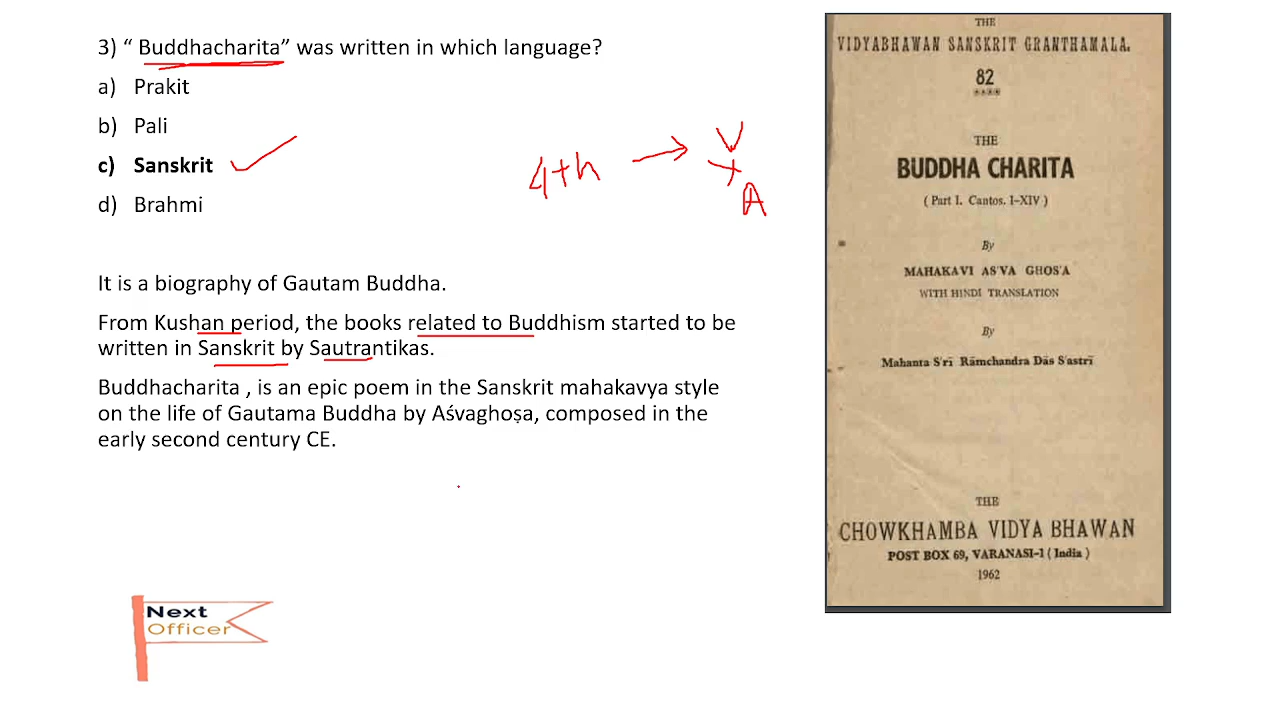 3) “ Buddhacharita” was written in which language?
a) Prakit
b) Pali
c) Sanskrit
d) Brahmi
4th → V
+
A
It is a biography of Gautam Buddha.
From Kushan period, the books related to Buddhism started to be
written in Sanskrit by Sautrantikas.
Buddhacharita , is an epic poem in the Sanskrit mahakavya style
on the life of Gautama Buddha by Aśvaghoṣa, composed in the
early second century CE.
Next
Officer
THE
VIDYABHAWAN SANSKRIT GRANTHAMALA.
82
THE
BUDDHA CHARITA
( Part I. Cantos. I-XIV )
By
MAHAKAVI AS'VA GHOS'A
WITH HINDI TRANSLATION
By
Mahanta S'rī Rāmchandra Dās S'astrī
THE
CHOWKHAMBA VIDYA BHAWAN
POST BOX 69, VARANASI-1 ( India )
1962